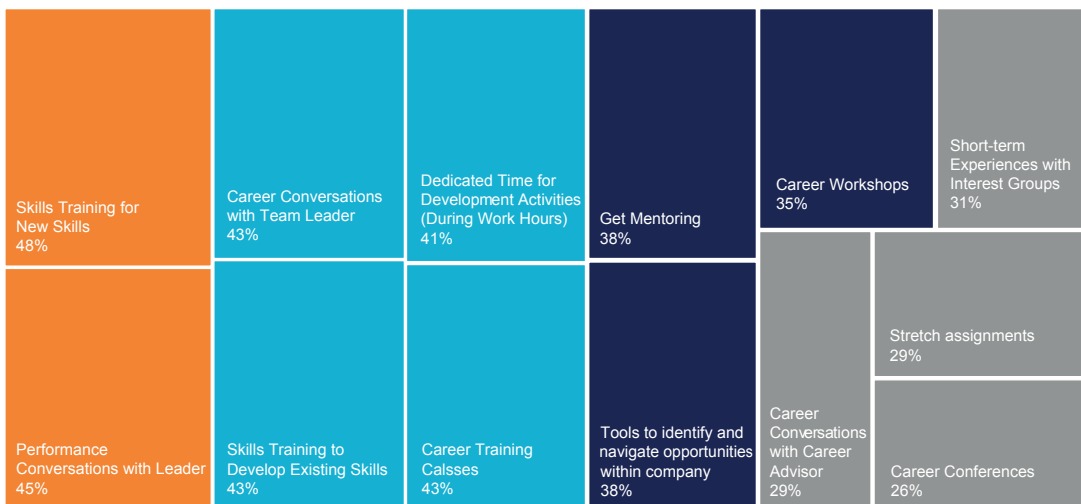 Skills Training for
New Skills
48%
Career Conversations
with Team Leader
43%
Dedicated Time for
Development Activities
(During Work Hours)
41%
Get Mentoring
38%
Career Workshops
35%
Short-term
Experiences with
Interest Groups
31%
Performance
Conversations with Leader
45%
Skills Training to
Develop Existing Skills
43%
Career Training
Calsses
43%
Tools to identify and
navigate opportunities
within company
38%
Career
Conversations
with Career
Advisor
29%
Stretch assignments
29%
Career Conferences
26%